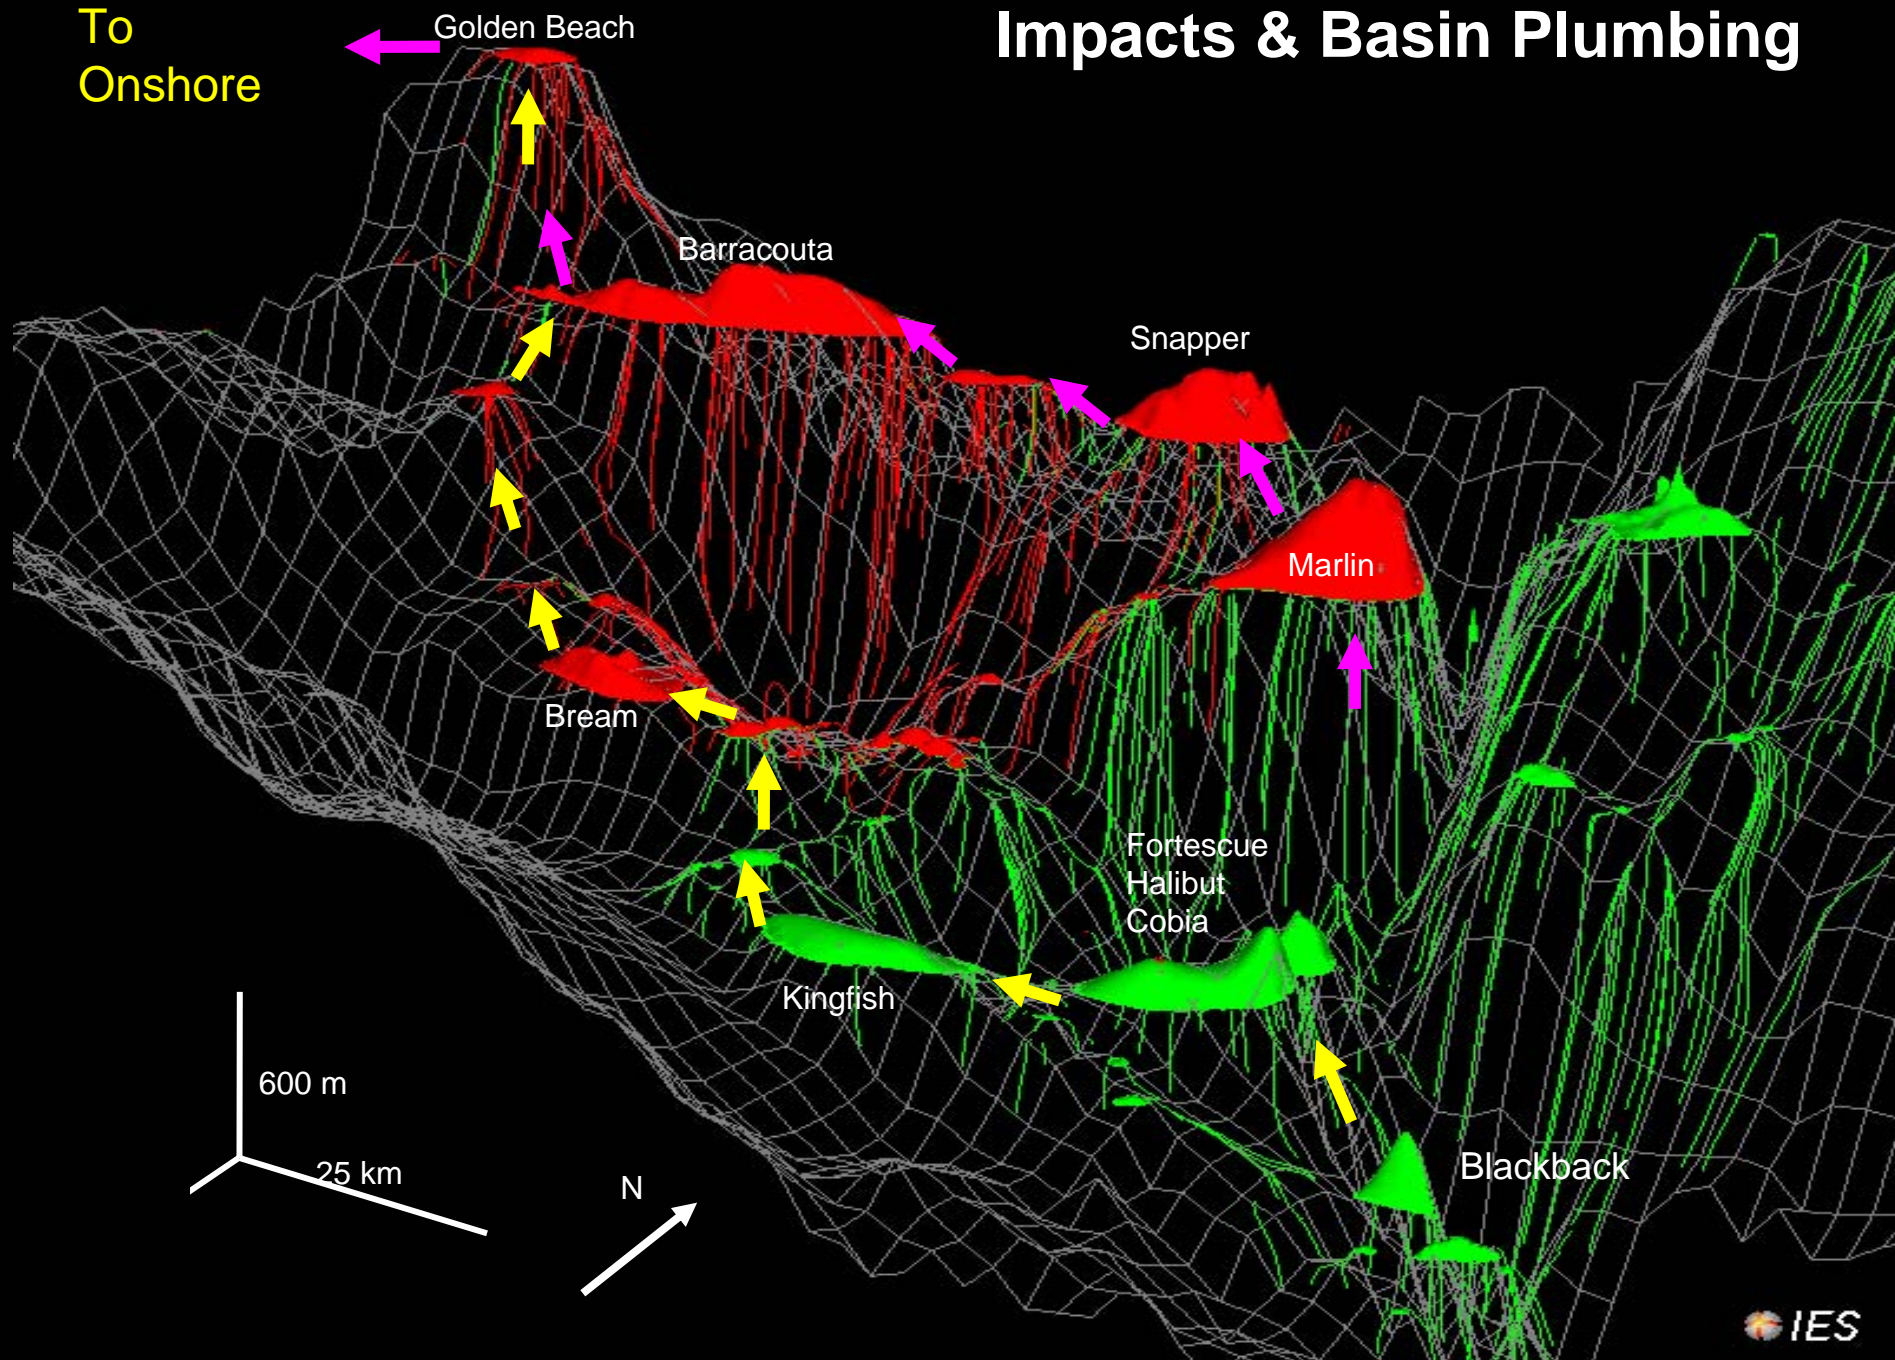 To
Onshore
Golden Beach
Impacts & Basin Plumbing
Barracouta
Snapper
Marlin
Bream
Fortescue
Halibut
Cobia
Kingfish
600 m
25 km
N
Blackback
IES